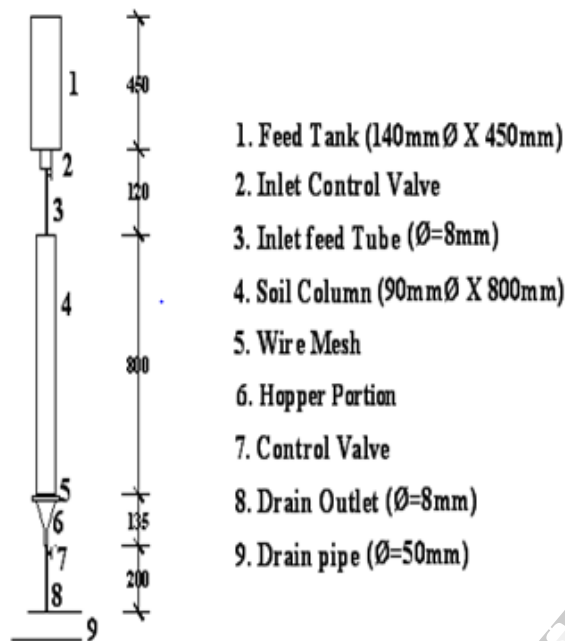 1
450
2
120
3
4
800
5
6
135
7
200
8
9
1. Feed Tank (140mmØ X 450mm)
2. Inlet Control Valve
3. Inlet feed Tube (Ø=8mm)
4. Soil Column (90mmØ X 800mm)
5. Wire Mesh
6. Hopper Portion
7. Control Valve
8. Drain Outlet (Ø=8mm)
9. Drain pipe (Ø=50mm)